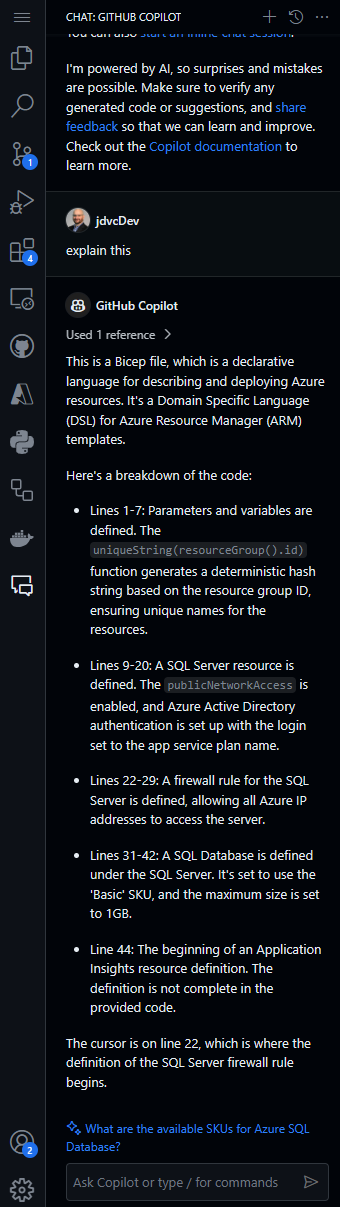 CHAT: GITHUB COPILOT
You can also start an inline chat session.
I'm powered by AI, so surprises and mistakes
are possible. Make sure to verify any
generated code or suggestions, and share
feedback so that we can learn and improve.
Check out the Copilot documentation to
learn more.
1
jdvcDev
4
explain this
GitHub Copilot
Used 1 reference
This is a Bicep file, which is a declarative
language for describing and deploying Azure
resources. It's a Domain Specific Language
(DSL) for Azure Resource Manager (ARM)
templates.
Here's a breakdown of the code:
• Lines 1-7: Parameters and variables are
defined. The
uniqueString(resourceGroup().id)
function generates a deterministic hash
string based on the resource group ID,
ensuring unique names for the
resources.
• Lines 9-20: A SQL Server resource is
defined. The publicNetworkAccess is
enabled, and Azure Active Directory
authentication is set up with the login
set to the app service plan name.
• Lines 22-29: A firewall rule for the SQL
Server is defined, allowing all Azure IP
addresses to access the server.
• Lines 31-42: A SQL Database is defined
under the SQL Server. It's set to use the
'Basic' SKU, and the maximum size is set
to 1GB.
• Line 44: The beginning of an Application
Insights resource definition. The
definition is not complete in the
provided code.
The cursor is on line 22, which is where the
definition of the SQL Server firewall rule
begins.
What are the available SKUs for Azure SQL
Database?
2
Ask Copilot or type / for commands